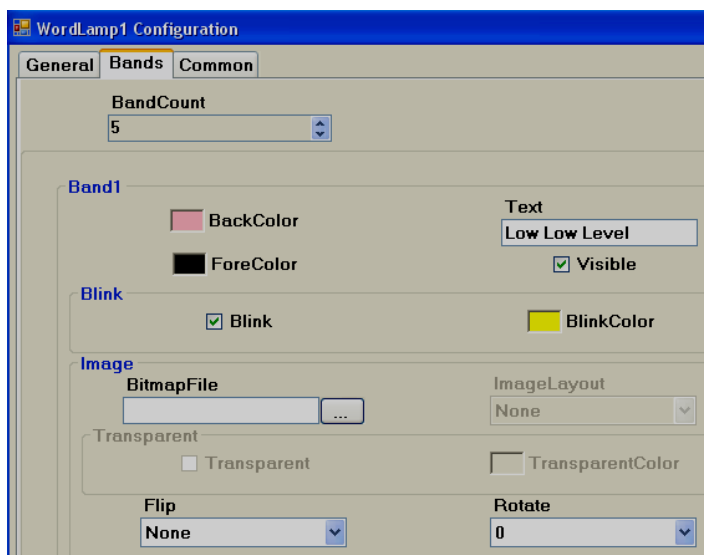 WordLamp1 Configuration
General Bands Common
BandCount
5
Band1
BackColor
Text
Low Low Level
ForeColor
Visible
Blink
Blink
BlinkColor
Image
BitmapFile
ImageLayout
...
None
Transparent
Transparent
TransparentColor
Flip
Rotate
None
0